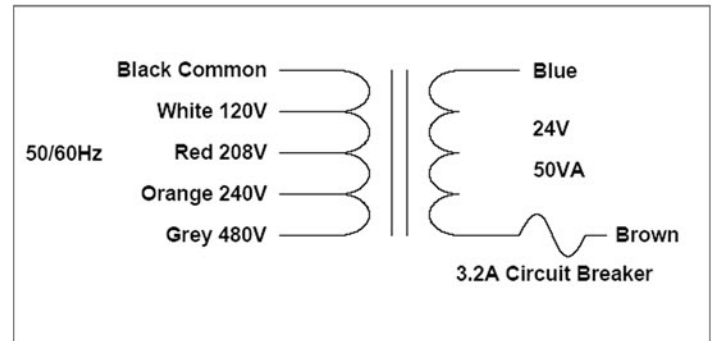 Black Common
White 120V
50/60Hz
Red 208V
Orange 240V
Grey 480V
Blue
24V
50VA
Brown
3.2A Circuit Breaker